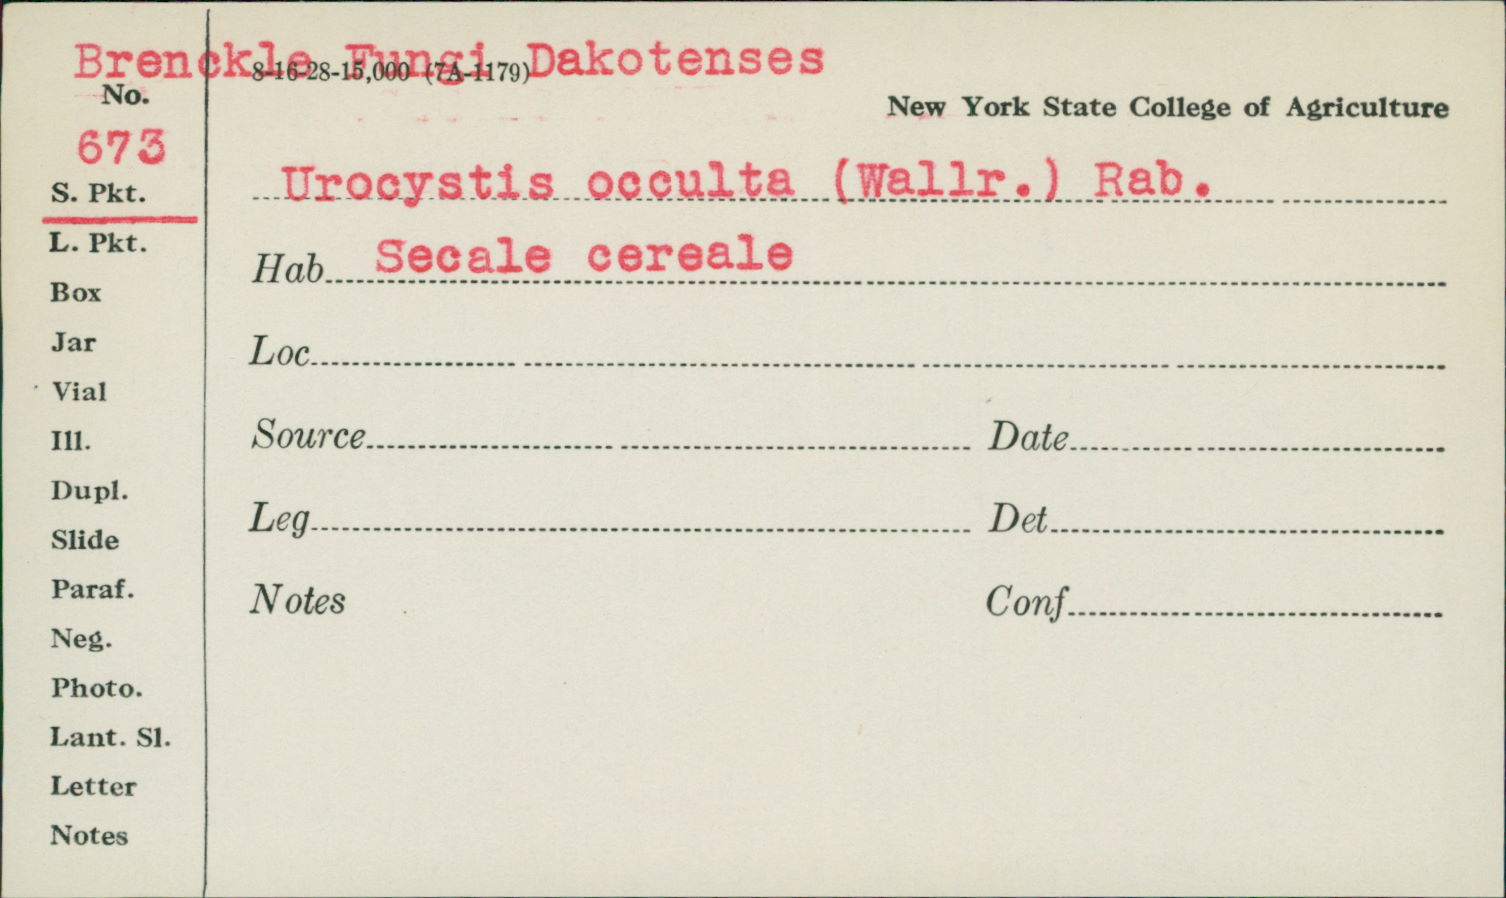 Brenckle Fungi Dakotenses
8-16-28-15,000 (7A-1179)
No.
New York State College of Agriculture
673
Urocystis occulta (Wallr.) Rab.
S. Pkt.
L. Pkt.
Hab. Secale cereale
Box
Jar
Loc.
Vial
Ill.
Source Date
Dupl.
Leg. Det.
Slide
Paraf.
Notes Conf.
Neg.
Photo.
Lant. Sl.
Letter
Notes